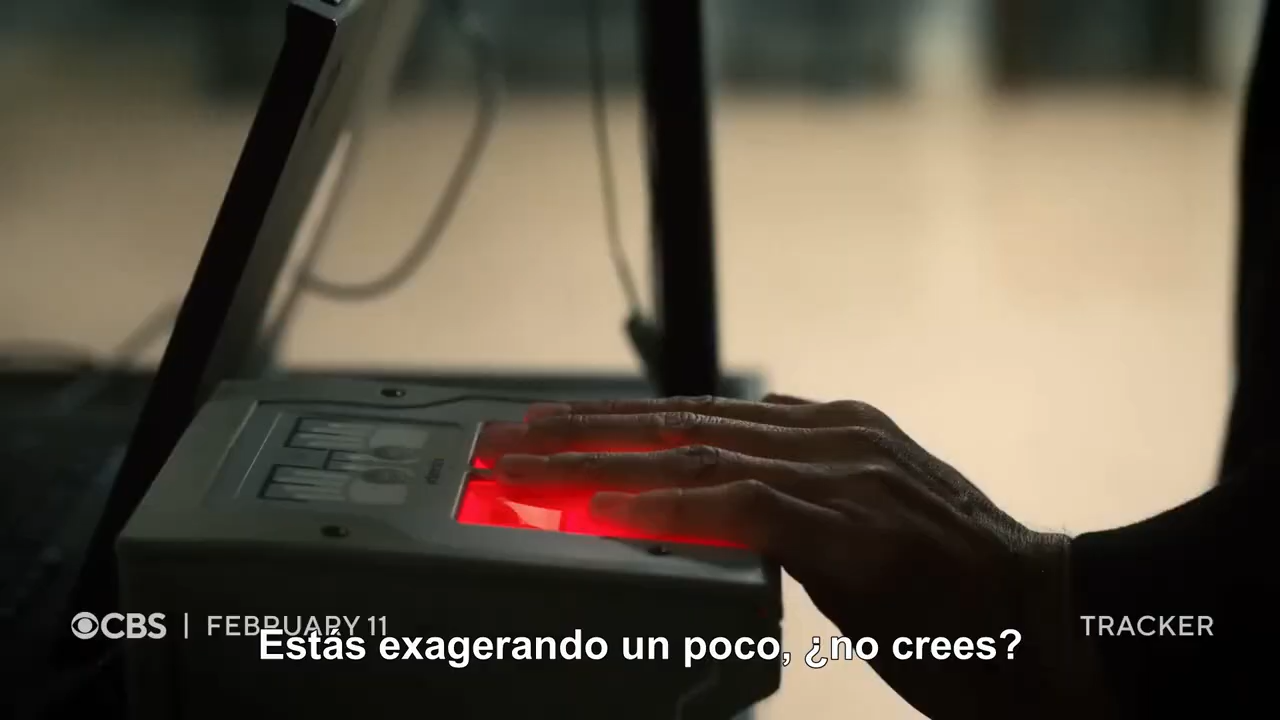 CBS | FEBRUARY 11
TRACKER
Estás exagerando un poco, ¿no crees?